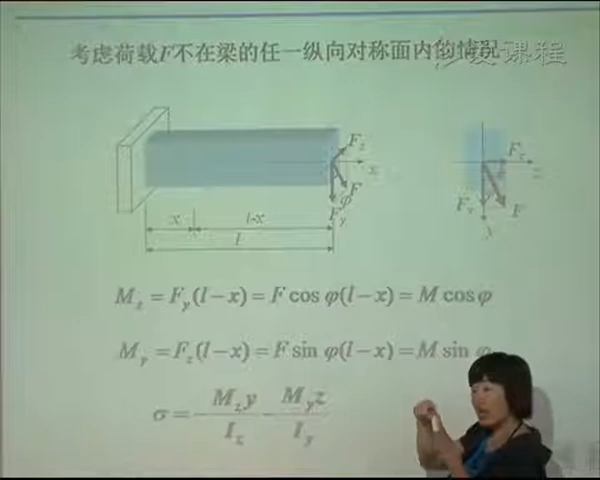 考虑荷载F不在梁的任一纵向对称面内的情况
课程
F_z
x
F
φ
F_y
x
l-x
l
F_z
z
F_y
F
y
M_z = F_y(l-x) = F cos φ(l-x) = M cos φ
M_y = F_z(l-x) = F sin φ(l-x) = M sin φ
σ = - M_z y / I_z - M_y z / I_y